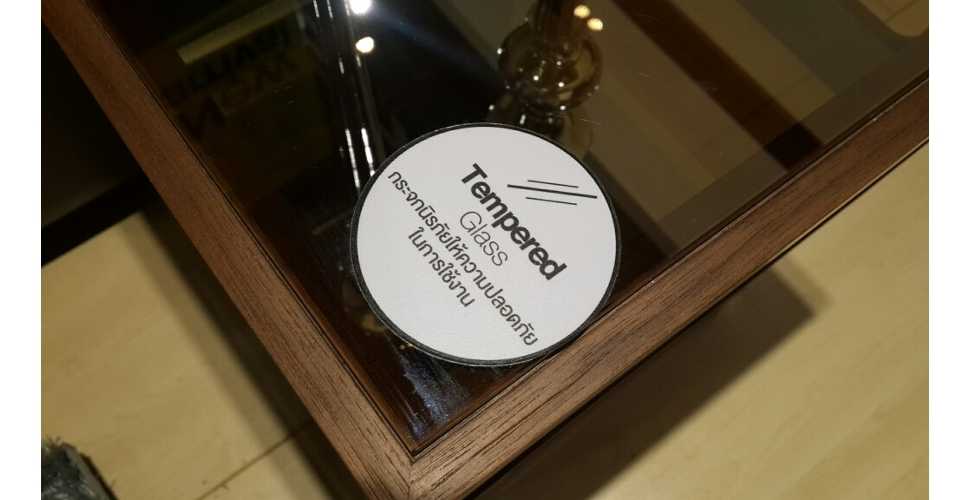 Tempered
Glass
กระจกนิรภัยให้ความปลอดภัย
ในการใช้งาน